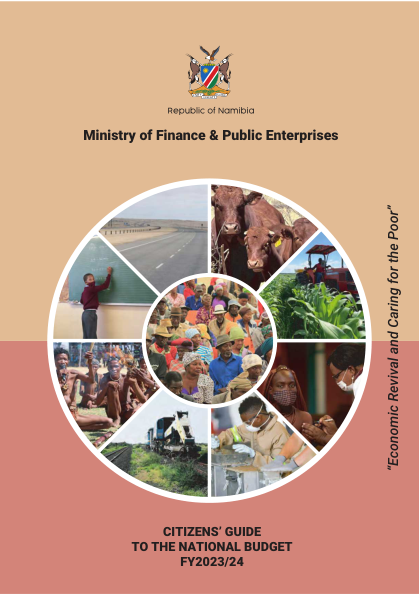 Republic of Namibia
Ministry of Finance & Public Enterprises
"Economic Revival and Caring for the Poor"
CITIZENS' GUIDE
TO THE NATIONAL BUDGET
FY2023/24